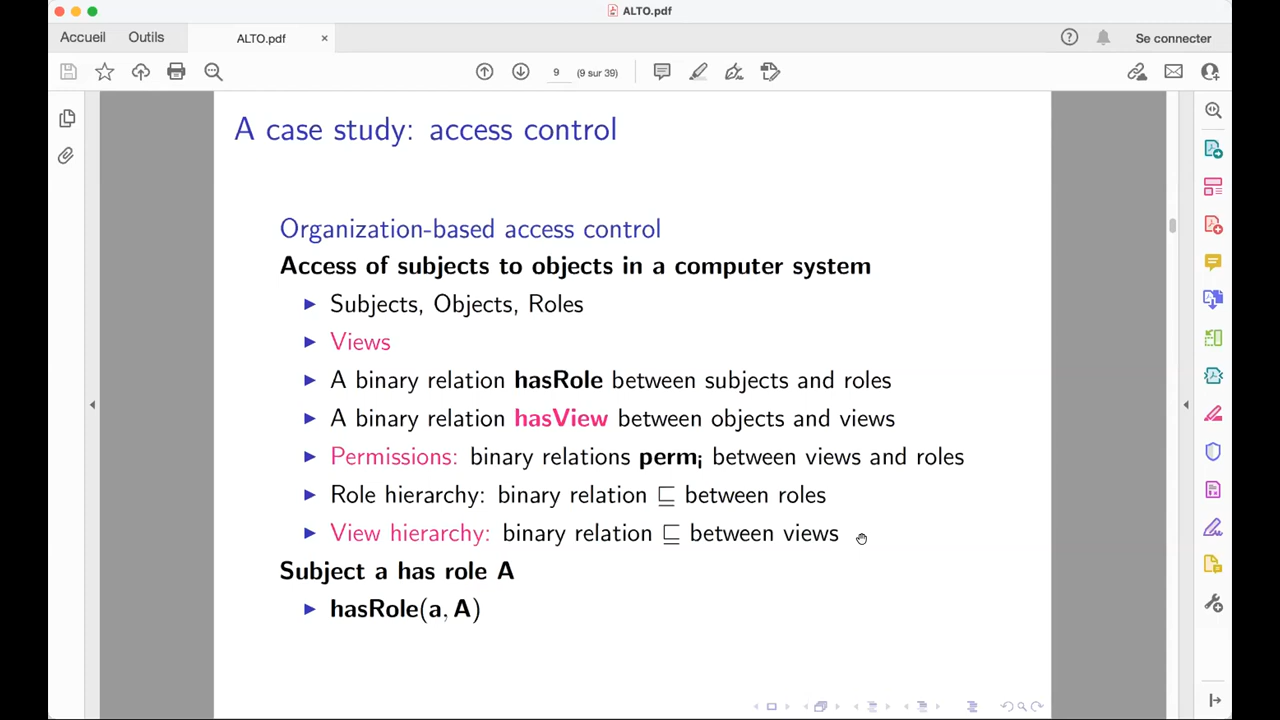 ALTO.pdf
Accueil Outils ALTO.pdf × Se connecter
9 (9 sur 39)
A case study: access control
Organization-based access control
Access of subjects to objects in a computer system
▶ Subjects, Objects, Roles
▶ Views
▶ A binary relation hasRole between subjects and roles
▶ A binary relation hasView between objects and views
▶ Permissions: binary relations permᵢ between views and roles
▶ Role hierarchy: binary relation ⊑ between roles
▶ View hierarchy: binary relation ⊑ between views
Subject a has role A
▶ hasRole(a, A)